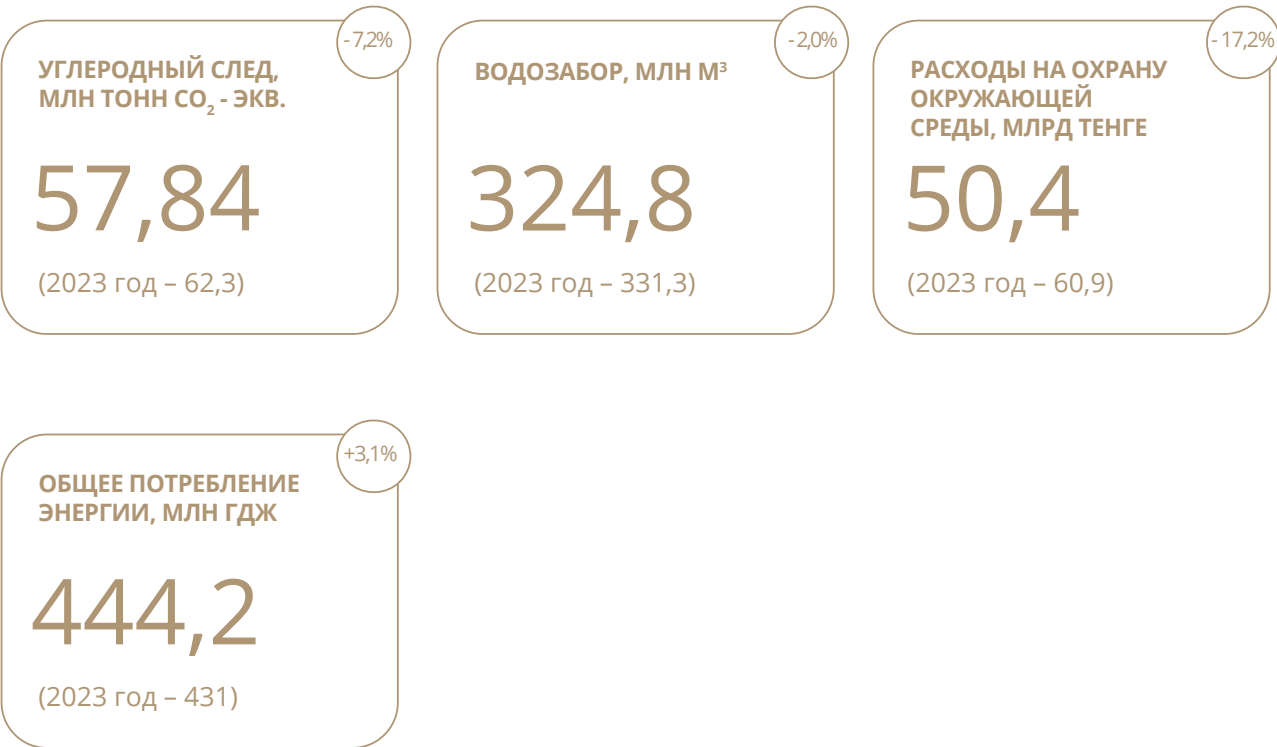 -7,2%
УГЛЕРОДНЫЙ СЛЕД,
МЛН ТОНН CO₂ - ЭКВ.
57,84
(2023 год – 62,3)
-2,0%
ВОДОЗАБОР, МЛН М³
324,8
(2023 год – 331,3)
-17,2%
РАСХОДЫ НА ОХРАНУ
ОКРУЖАЮЩЕЙ
СРЕДЫ, МЛРД ТЕНГЕ
50,4
(2023 год – 60,9)
+3,1%
ОБЩЕЕ ПОТРЕБЛЕНИЕ
ЭНЕРГИИ, МЛН ГДЖ
444,2
(2023 год – 431)